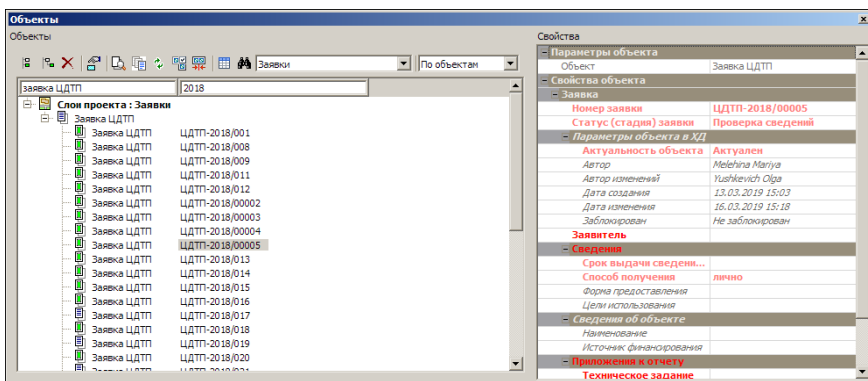 Объекты
Объекты
Заявки
По объектам
заявка ЦДТП 2018
Слои проекта : Заявки
Заявка ЦДТП
Заявка ЦДТП ЦДТП-2018/001
Заявка ЦДТП ЦДТП-2018/008
Заявка ЦДТП ЦДТП-2018/009
Заявка ЦДТП ЦДТП-2018/011
Заявка ЦДТП ЦДТП-2018/012
Заявка ЦДТП ЦДТП-2018/00002
Заявка ЦДТП ЦДТП-2018/00003
Заявка ЦДТП ЦДТП-2018/00004
Заявка ЦДТП ЦДТП-2018/00005
Заявка ЦДТП ЦДТП-2018/013
Заявка ЦДТП ЦДТП-2018/014
Заявка ЦДТП ЦДТП-2018/015
Заявка ЦДТП ЦДТП-2018/016
Заявка ЦДТП ЦДТП-2018/017
Заявка ЦДТП ЦДТП-2018/018
Заявка ЦДТП ЦДТП-2018/019
Заявка ЦДТП ЦДТП-2018/020
Свойства
Параметры объекта
Объект Заявка ЦДТП
Свойства объекта
Заявка
Номер заявки ЦДТП-2018/00005
Статус (стадия) заявки Проверка сведений
Параметры объекта в ХД
Актуальность объекта Актуален
Автор Melehina Mariya
Автор изменений Yushkevich Olga
Дата создания 13.03.2019 15:03
Дата изменения 16.03.2019 15:18
Заблокирован Не заблокирован
Заявитель
Сведения
Срок выдачи сведени...
Способ получения лично
Форма предоставления
Цели использования
Сведения об объекте
Наименование
Источник финансирования
Приложения к отчету
Техническое задание